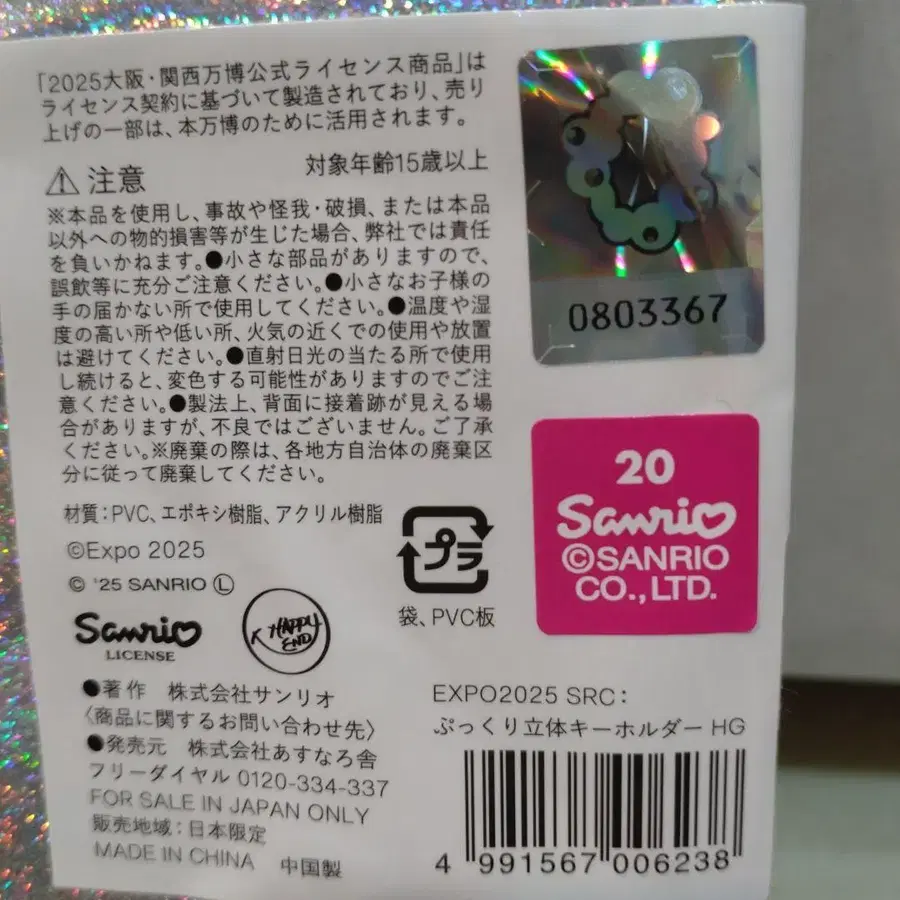 「2025大阪・関西万博公式ライセンス商品」は
ライセンス契約に基づいて製造されており、売り
上げの一部は、本万博のために活用されます。
対象年齢15歳以上
⚠ 注意
※本品を使用し、事故や怪我・破損、または本品
以外への物的損害等が生じた場合、弊社では責任
を負いかねます。●小さな部品がありますので、
誤飲等に充分ご注意ください。●小さなお子様の
手の届かない所で使用してください。●温度や湿
度の高い所や低い所、火気の近くでの使用や放置
は避けてください。●直射日光の当たる所で使用
し続けると、変色する可能性がありますのでご注
意ください。●製法上、背面に接着跡が見える場
合がありますが、不良ではございません。ご了承
ください。※廃棄の際は、各地方自治体の廃棄区
分に従って廃棄してください。
材質：PVC、エポキシ樹脂、アクリル樹脂
©Expo 2025
© '25 SANRIO Ⓛ
Sanrio
LICENSE
HAPPY
END
プラ
袋、PVC板
0803367
20
Sanrio
©SANRIO
CO.,LTD.
●著作 株式会社サンリオ
〈商品に関するお問い合わせ先〉
●発売元 株式会社あすなろ舎
フリーダイヤル 0120-334-337
FOR SALE IN JAPAN ONLY
販売地域：日本限定
MADE IN CHINA 中国製
EXPO2025 SRC：
ぷっくり立体キーホルダー HG
4 991567 006238